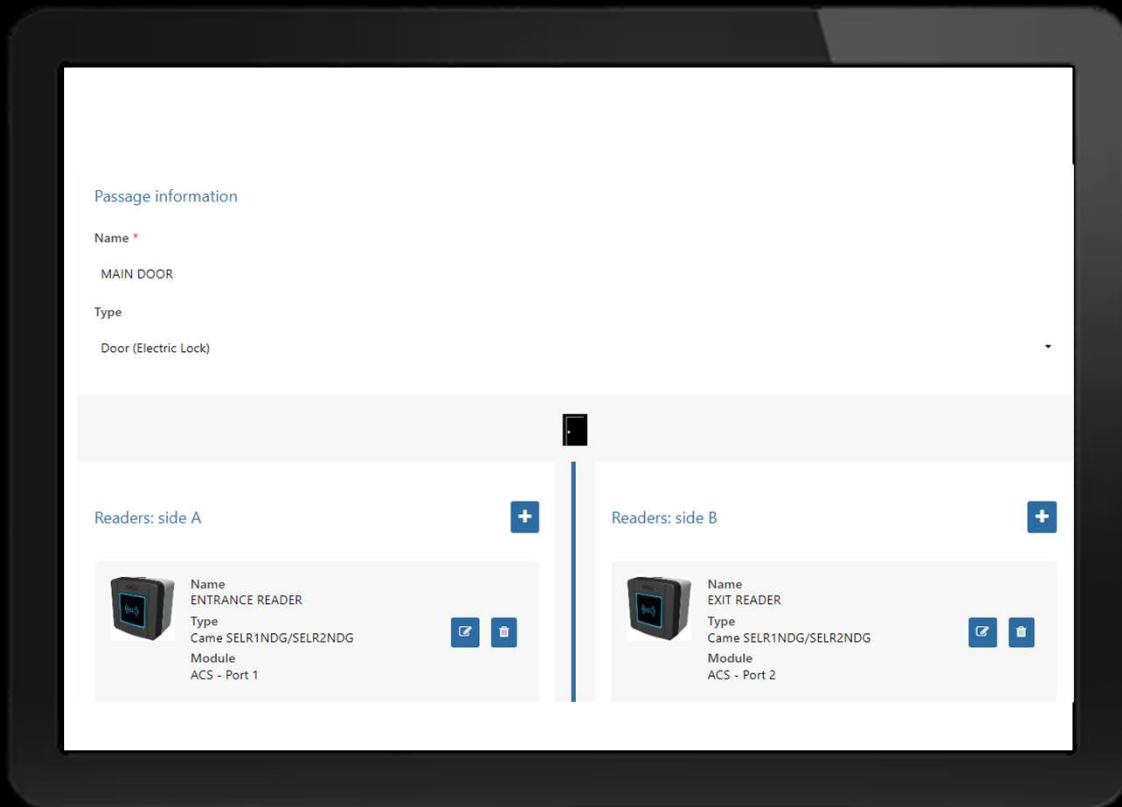 Passage information
Name *
MAIN DOOR
Type
Door (Electric Lock)
Readers: side A
Name
ENTRANCE READER
Type
Came SELR1NDG/SELR2NDG
Module
ACS - Port 1
Readers: side B
Name
EXIT READER
Type
Came SELR1NDG/SELR2NDG
Module
ACS - Port 2